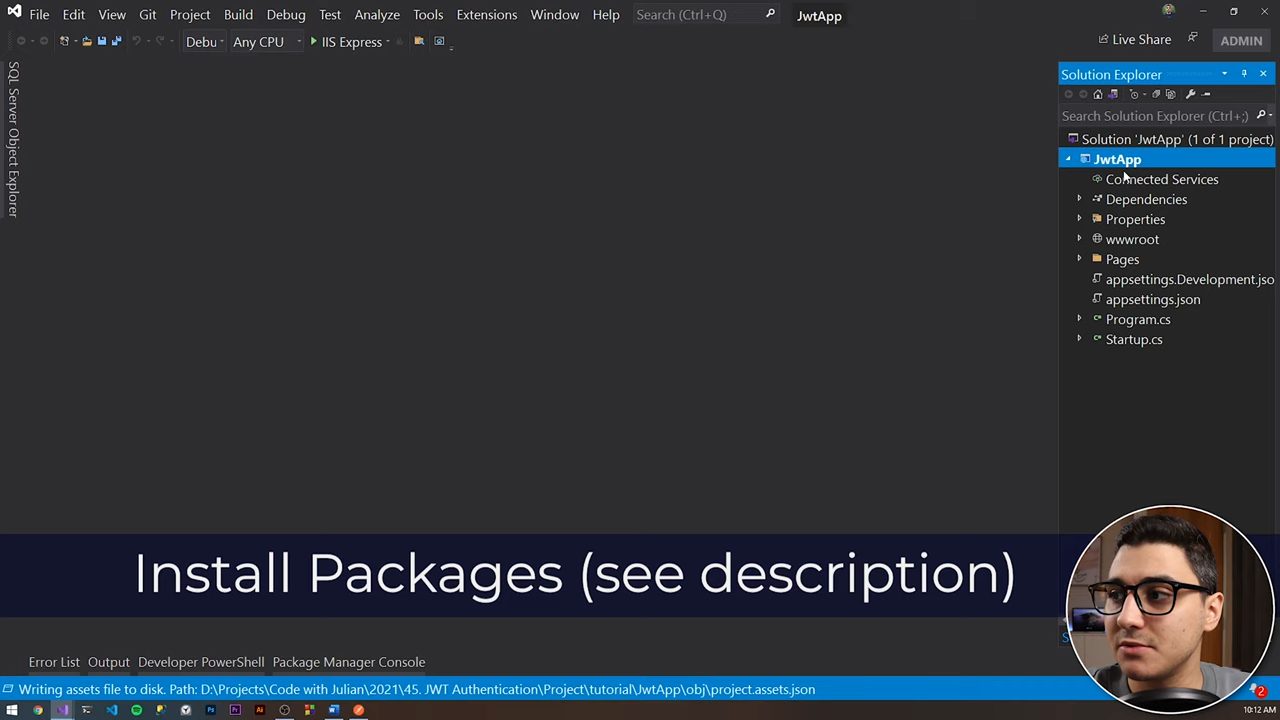 File Edit View Git Project Build Debug Test Analyze Tools Extensions Window Help Search (Ctrl+Q) JwtApp
Debu Any CPU IIS Express Live Share ADMIN
SQL Server Object Explorer
Solution Explorer
Search Solution Explorer (Ctrl+;)
Solution 'JwtApp' (1 of 1 project)
JwtApp
Connected Services
Dependencies
Properties
wwwroot
Pages
appsettings.Development.jso
appsettings.json
Program.cs
Startup.cs
Install Packages (see description)
Error List Output Developer PowerShell Package Manager Console
Writing assets file to disk. Path: D:\Projects\Code with Julian\2021\45. JWT Authentication\Project\tutorial\JwtApp\obj\project.assets.json
2
10:12 AM